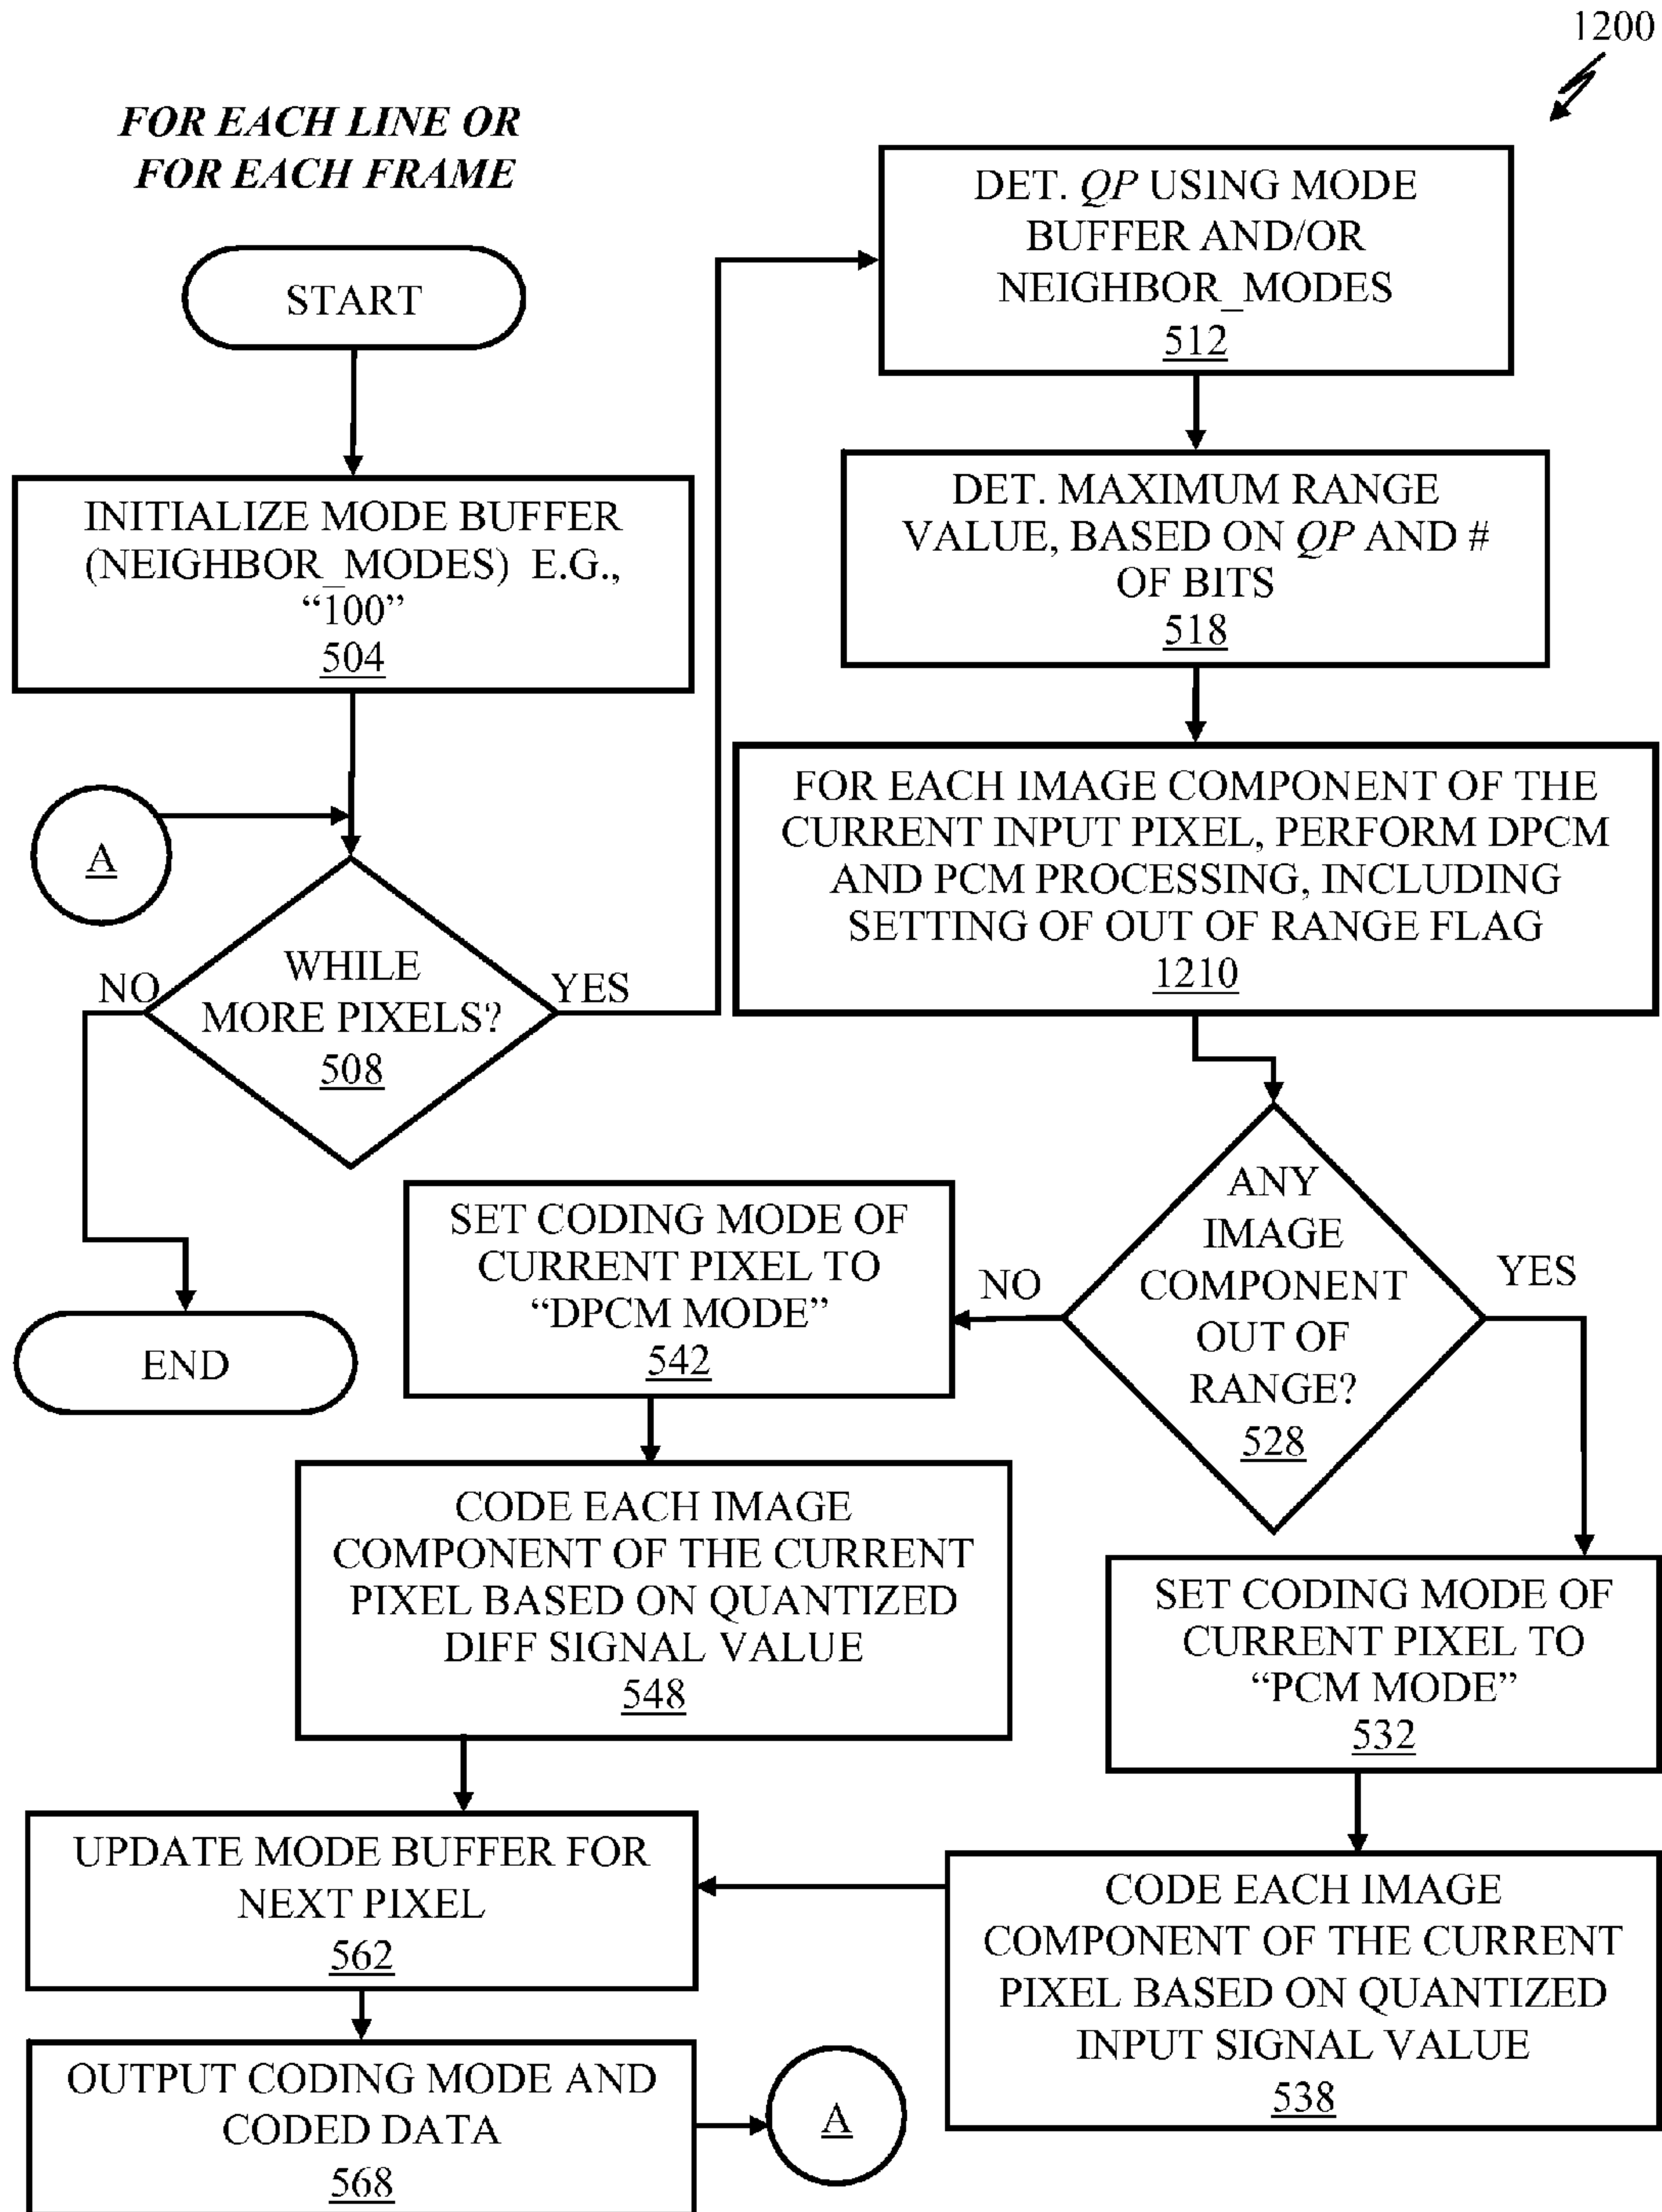 1200
FOR EACH LINE OR
FOR EACH FRAME
START
INITIALIZE MODE BUFFER
(NEIGHBOR_MODES) E.G.,
“100”
504
A
WHILE
MORE PIXELS?
508
NO
YES
END
DET. QP USING MODE
BUFFER AND/OR
NEIGHBOR_MODES
512
DET. MAXIMUM RANGE
VALUE, BASED ON QP AND #
OF BITS
518
FOR EACH IMAGE COMPONENT OF THE
CURRENT INPUT PIXEL, PERFORM DPCM
AND PCM PROCESSING, INCLUDING
SETTING OF OUT OF RANGE FLAG
1210
ANY
IMAGE
COMPONENT
OUT OF
RANGE?
528
NO
YES
SET CODING MODE OF
CURRENT PIXEL TO
“DPCM MODE”
542
CODE EACH IMAGE
COMPONENT OF THE CURRENT
PIXEL BASED ON QUANTIZED
DIFF SIGNAL VALUE
548
SET CODING MODE OF
CURRENT PIXEL TO
“PCM MODE”
532
CODE EACH IMAGE
COMPONENT OF THE CURRENT
PIXEL BASED ON QUANTIZED
INPUT SIGNAL VALUE
538
UPDATE MODE BUFFER FOR
NEXT PIXEL
562
OUTPUT CODING MODE AND
CODED DATA
568
A